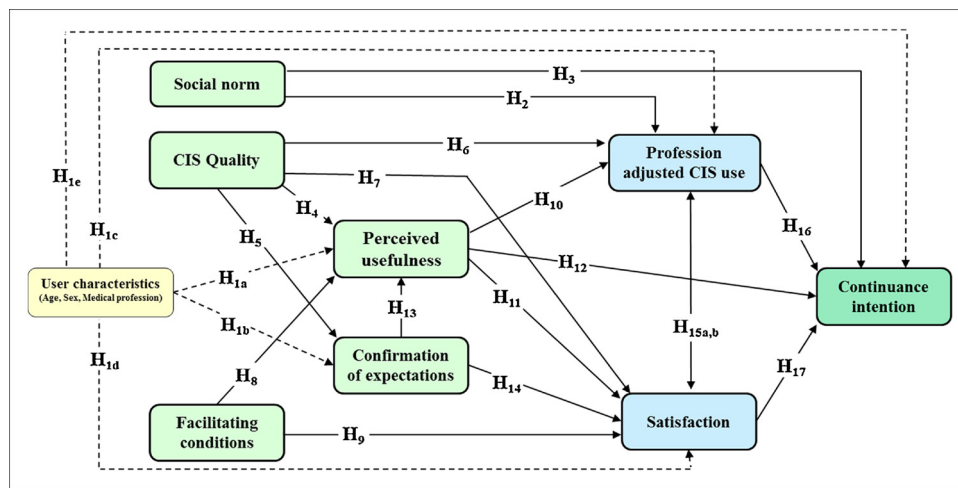 Social norm
H3
H2
CIS Quality
H6
Profession
adjusted CIS use
H7
H1e
H4
H10
H1c
H5
Perceived
usefulness
H16
H12
User characteristics
(Age, Sex, Medical profession)
H1a
H11
Continuance
intention
H13
H1b
H15a,b
H1d
Confirmation
of expectations
H8
H14
H17
Facilitating
conditions
H9
Satisfaction